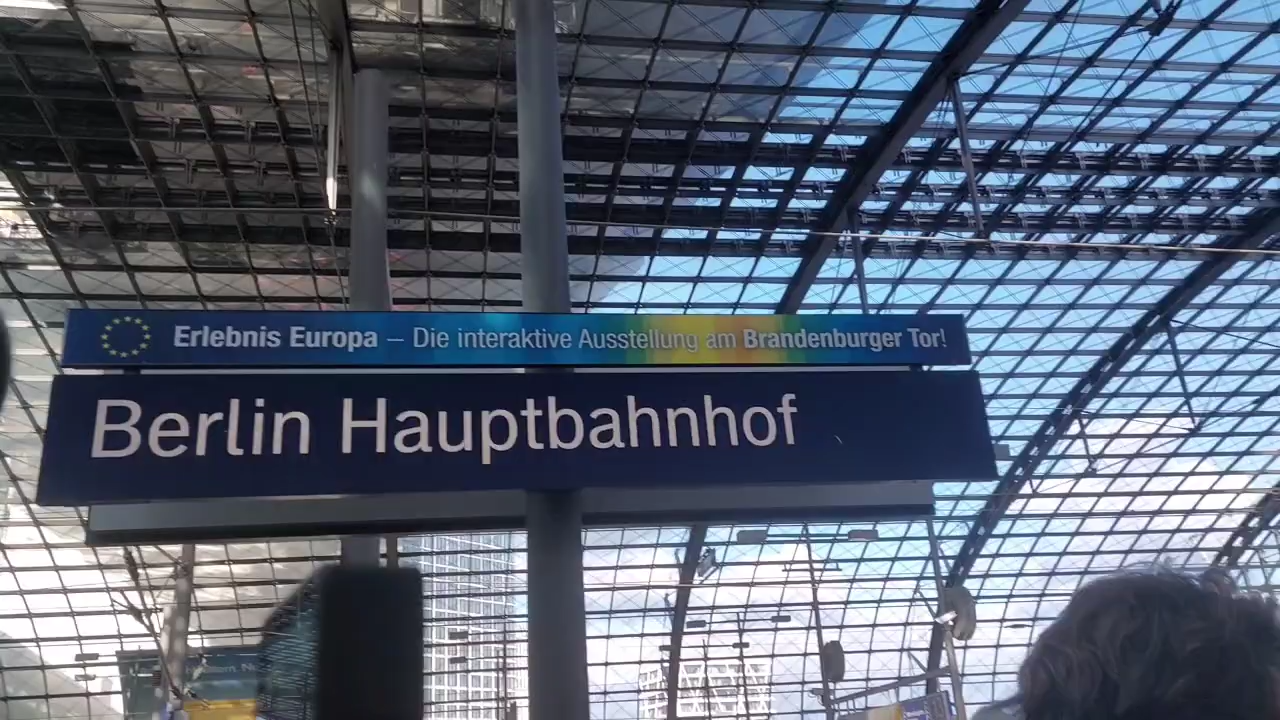 Erlebnis Europa – Die interaktive Ausstellung am Brandenburger Tor!
Berlin Hauptbahnhof